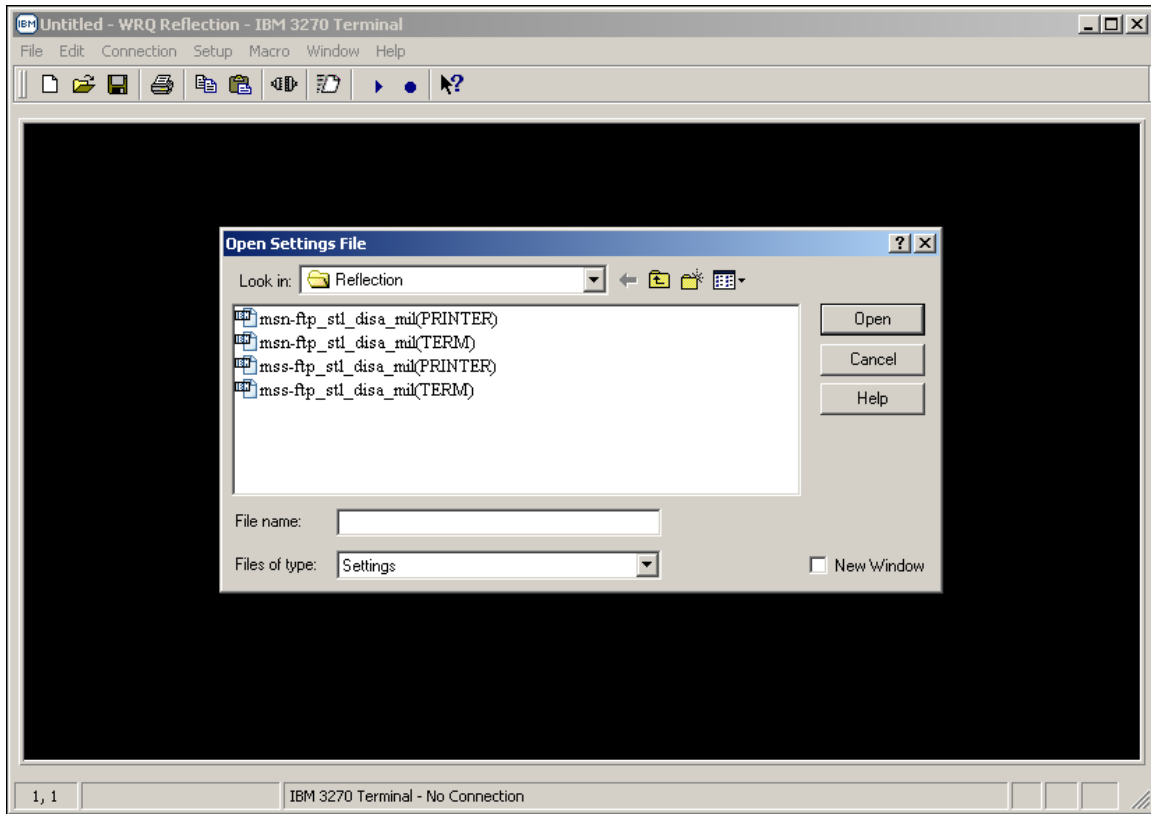 IBM Untitled - WRQ Reflection - IBM 3270 Terminal
File Edit Connection Setup Macro Window Help
Open Settings File
Look in: Reflection
msn-ftp_stl_disa_mil(PRINTER)
msn-ftp_stl_disa_mil(TERM)
mss-ftp_stl_disa_mil(PRINTER)
mss-ftp_stl_disa_mil(TERM)
Open
Cancel
Help
File name:
Files of type: Settings
New Window
1, 1 IBM 3270 Terminal - No Connection